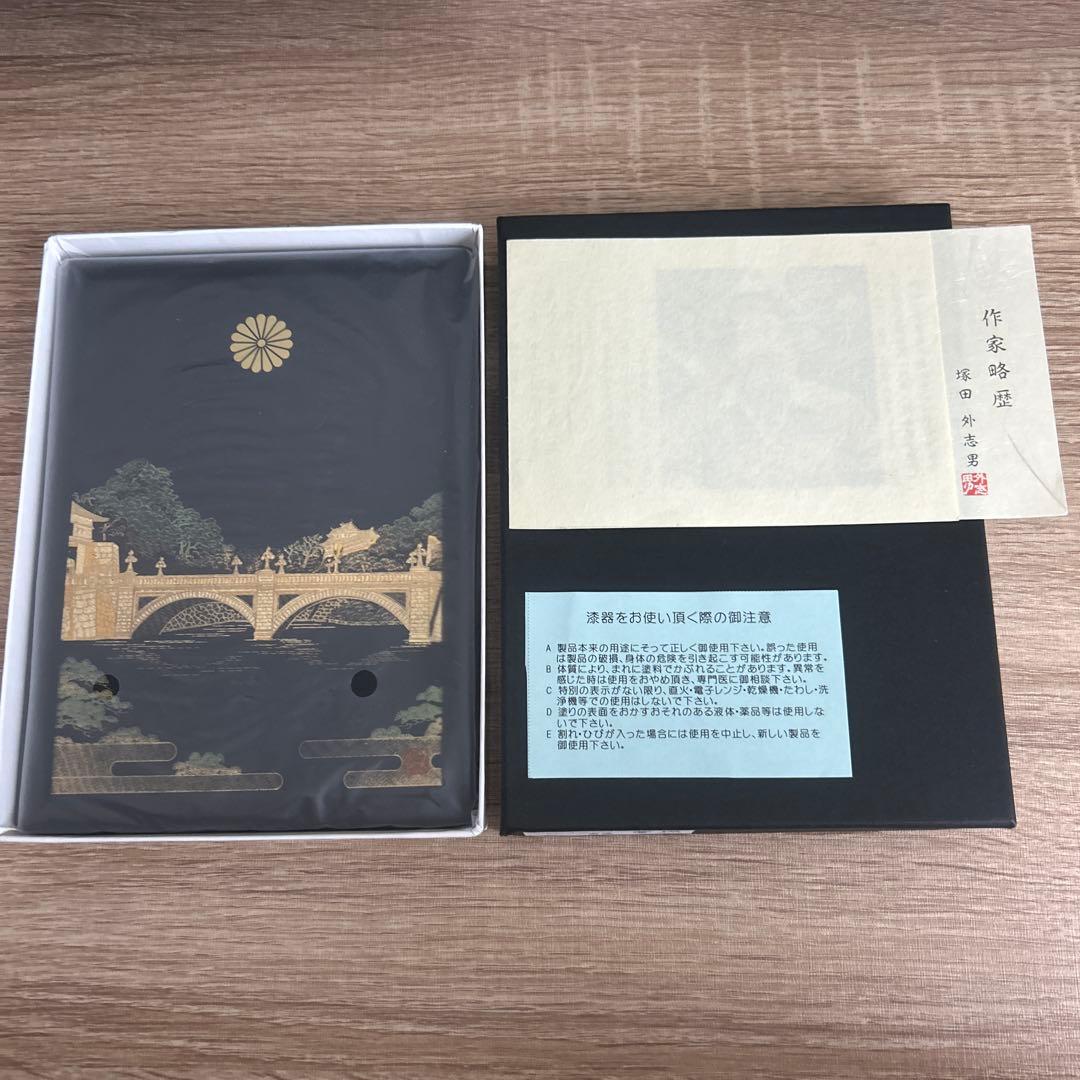 作家略歴
塚田 外志男
外志男
漆器をお使い頂く際の御注意
A 製品本来の用途にそって正しく御使用下さい。誤った使用
は製品の破損、身体の危険を引き起こす可能性があります。
B 体質により、まれに塗料でかぶれることがあります。異常を
感じた時は使用をおやめ頂き、専門医に御相談下さい。
C 特別の表示がない限り、直火・電子レンジ・乾燥機・たわし・洗
浄機等での使用はしないで下さい。
D 塗りの表面をおかすおそれのある液体・薬品等は使用しな
いで下さい。
E 割れ・ひびが入った場合には使用を中止し、新しい製品を
御使用下さい。